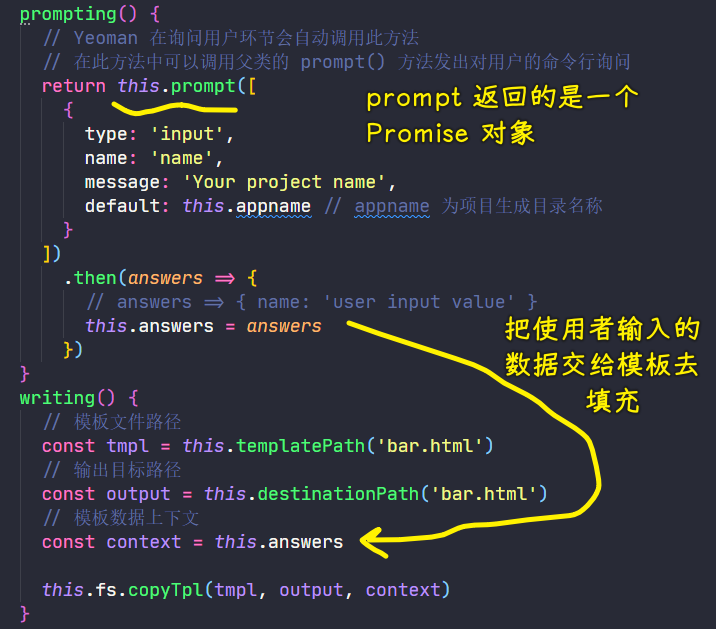 prompting() {
// Yeoman 在询问用户环节会自动调用此方法
// 在此方法中可以调用父类的 prompt() 方法发出对用户的命令行询问
return this.prompt([
{
type: 'input',
name: 'name',
message: 'Your project name',
default: this.appname // appname 为项目生成目录名称
}
])
.then(answers => {
// answers => { name: 'user input value' }
this.answers = answers
})
}
writing() {
// 模板文件路径
const tmpl = this.templatePath('bar.html')
// 输出目标路径
const output = this.destinationPath('bar.html')
// 模板数据上下文
const context = this.answers
this.fs.copyTpl(tmpl, output, context)
}
prompt 返回的是一个
Promise 对象
把使用者输入的
数据交给模板去
填充